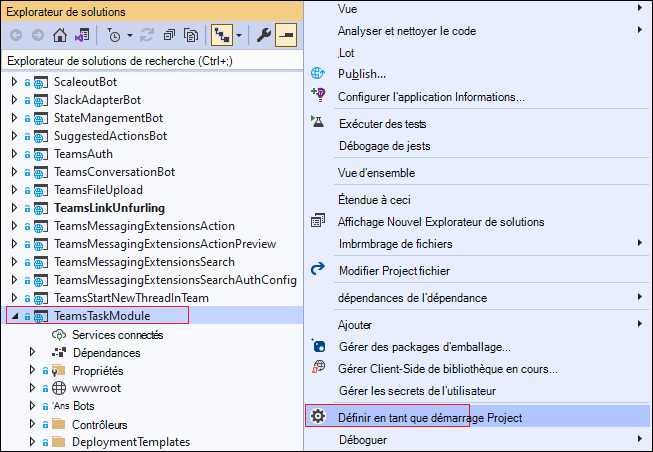 Explorateur de solutions
Explorateur de solutions de recherche (Ctrl+;)
ScaleoutBot
SlackAdapterBot
StateMangementBot
SuggestedActionsBot
TeamsAuth
TeamsConversationBot
TeamsFileUpload
TeamsLinkUnfurling
TeamsMessagingExtensionsAction
TeamsMessagingExtensionsActionPreview
TeamsMessagingExtensionsSearch
TeamsMessagingExtensionsSearchAuthConfig
TeamsStartNewThreadInTeam
TeamsTaskModule
Services connectés
Dépendances
Propriétés
wwwroot
Ans Bots
Contrôleurs
DeploymentTemplates
Vue
Analyser et nettoyer le code
Lot
Publish...
Configurer l'application Informations...
Exécuter des tests
Débogage de jests
Vue d'ensemble
Étendue à ceci
Affichage Nouvel Explorateur de solutions
Imbrmbrage de fichiers
Modifier Project fichier
dépendances de l'dépendance
Ajouter
Gérer des packages d'emballage...
Gérer Client-Side de bibliothèque en cours...
Gérer les secrets de l'utilisateur
Définir en tant que démarrage Project
Déboguer